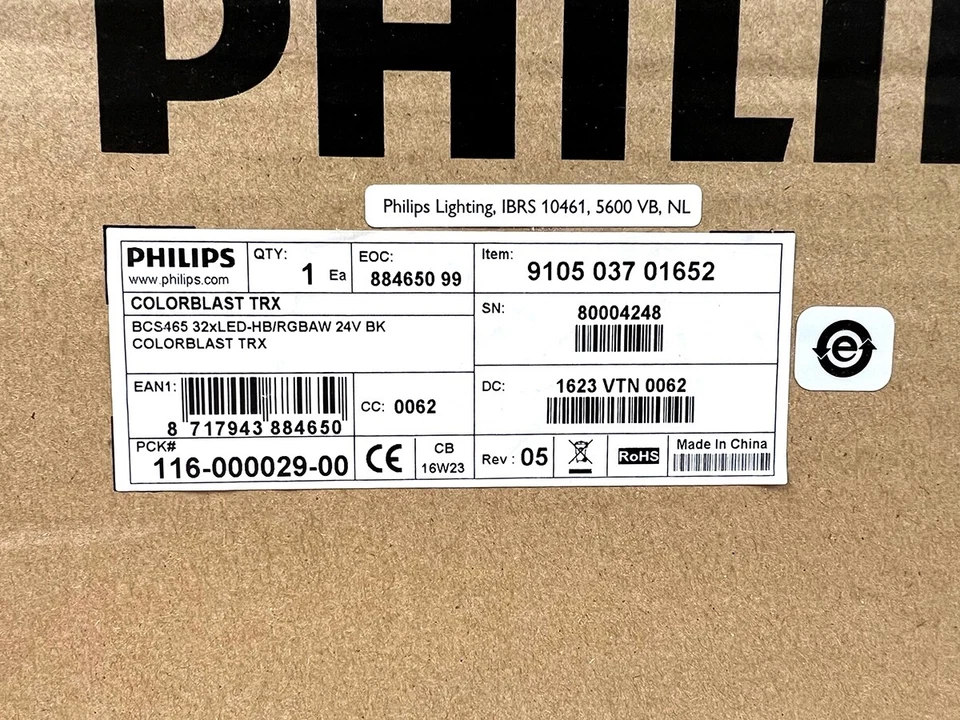 PHILI
Philips Lighting, IBRS 10461, 5600 VB, NL
PHILIPS
www.philips.com
QTY: 1 Ea
EOC: 884650 99
Item: 9105 037 01652
COLORBLAST TRX
BCS465 32xLED-HB/RGBAW 24V BK
COLORBLAST TRX
SN: 80004248
EAN1: 8 717943 884650
CC: 0062
DC: 1623 VTN 0062
PCK#
116-000029-00
CE
CB
16W23
Rev : 05
RoHS
Made In China
e